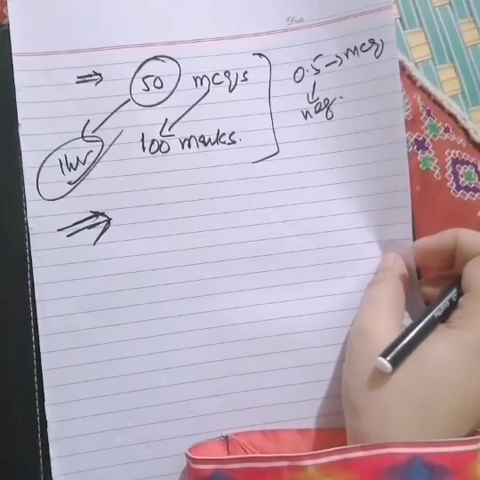 ⇒ 50 mcqs
0.5→mcq
neg.
1hr
100 marks.
⇒